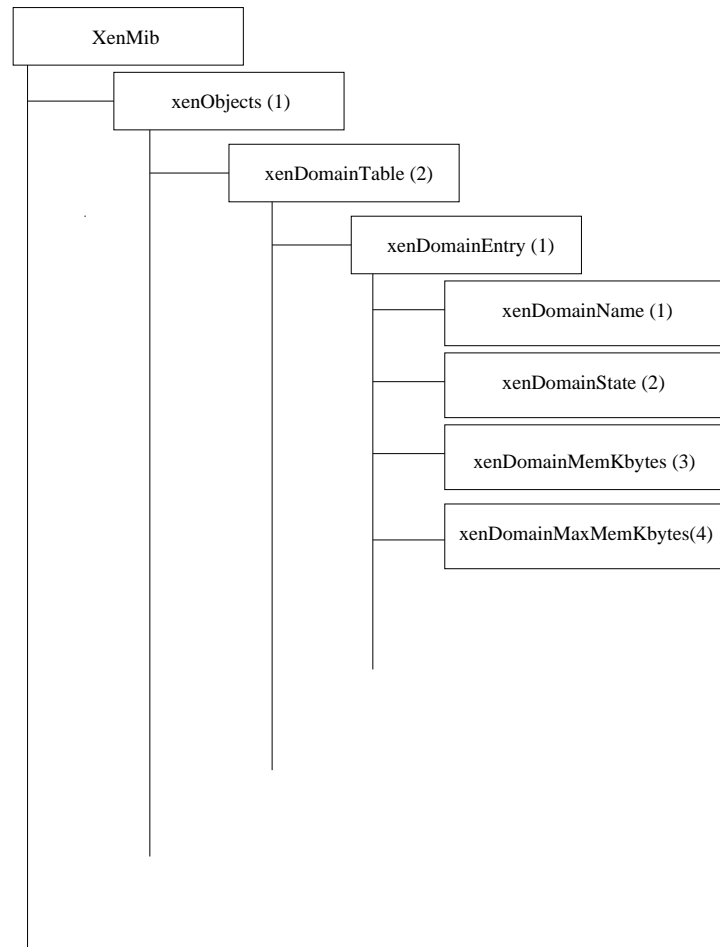 XenMib
xenObjects (1)
xenDomainTable (2)
xenDomainEntry (1)
xenDomainName (1)
xenDomainState (2)
xenDomainMemKbytes (3)
xenDomainMaxMemKbytes(4)